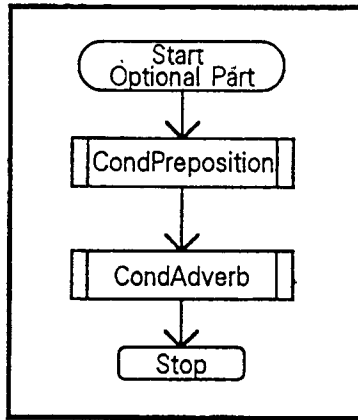 Start
Optional Part
CondPreposition
CondAdverb
Stop